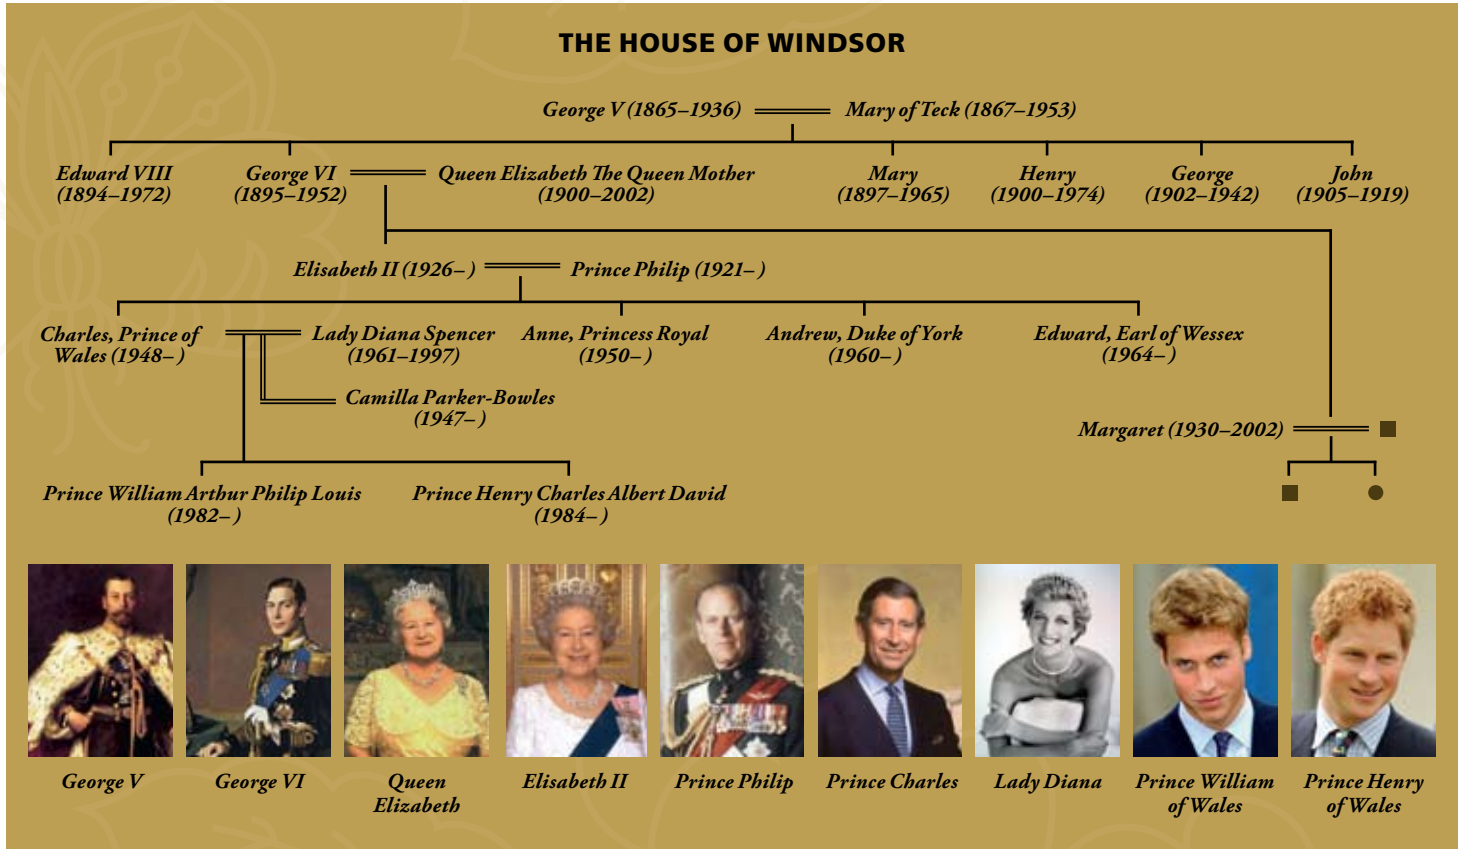 THE HOUSE OF WINDSOR
George V (1865–1936)
Mary of Teck (1867–1953)
Edward VIII
(1894–1972)
George VI
(1895–1952)
Queen Elizabeth The Queen Mother
(1900–2002)
Mary
(1897–1965)
Henry
(1900–1974)
George
(1902–1942)
John
(1905–1919)
Elisabeth II (1926– )
Prince Philip (1921– )
Charles, Prince of
Wales (1948– )
Lady Diana Spencer
(1961–1997)
Anne, Princess Royal
(1950– )
Andrew, Duke of York
(1960– )
Edward, Earl of Wessex
(1964– )
Camilla Parker-Bowles
(1947– )
Margaret (1930–2002)
Prince William Arthur Philip Louis
(1982– )
Prince Henry Charles Albert David
(1984– )
George V
George VI
Queen
Elizabeth
Elisabeth II
Prince Philip
Prince Charles
Lady Diana
Prince William
of Wales
Prince Henry
of Wales